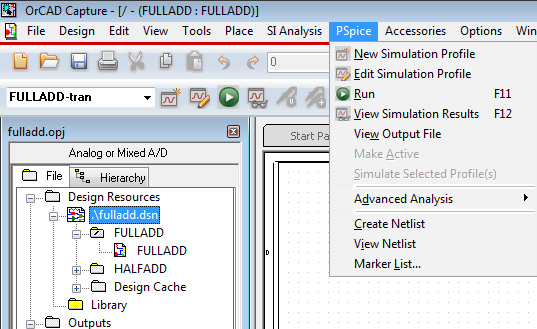 OrCAD Capture - [/ - (FULLADD : FULLADD)]
File Design Edit View Tools Place SI Analysis PSpice Accessories Options Win
0
New Simulation Profile
Edit Simulation Profile
FULLADD-tran
Run F11
View Simulation Results F12
fulladd.opj
Start Pa
View Output File
Analog or Mixed A/D
Make Active
File Hierarchy
Simulate Selected Profile(s)
Design Resources
Advanced Analysis
.\fulladd.dsn
Create Netlist
FULLADD
View Netlist
FULLADD
Marker List...
HALFADD
Design Cache
Library
Outputs